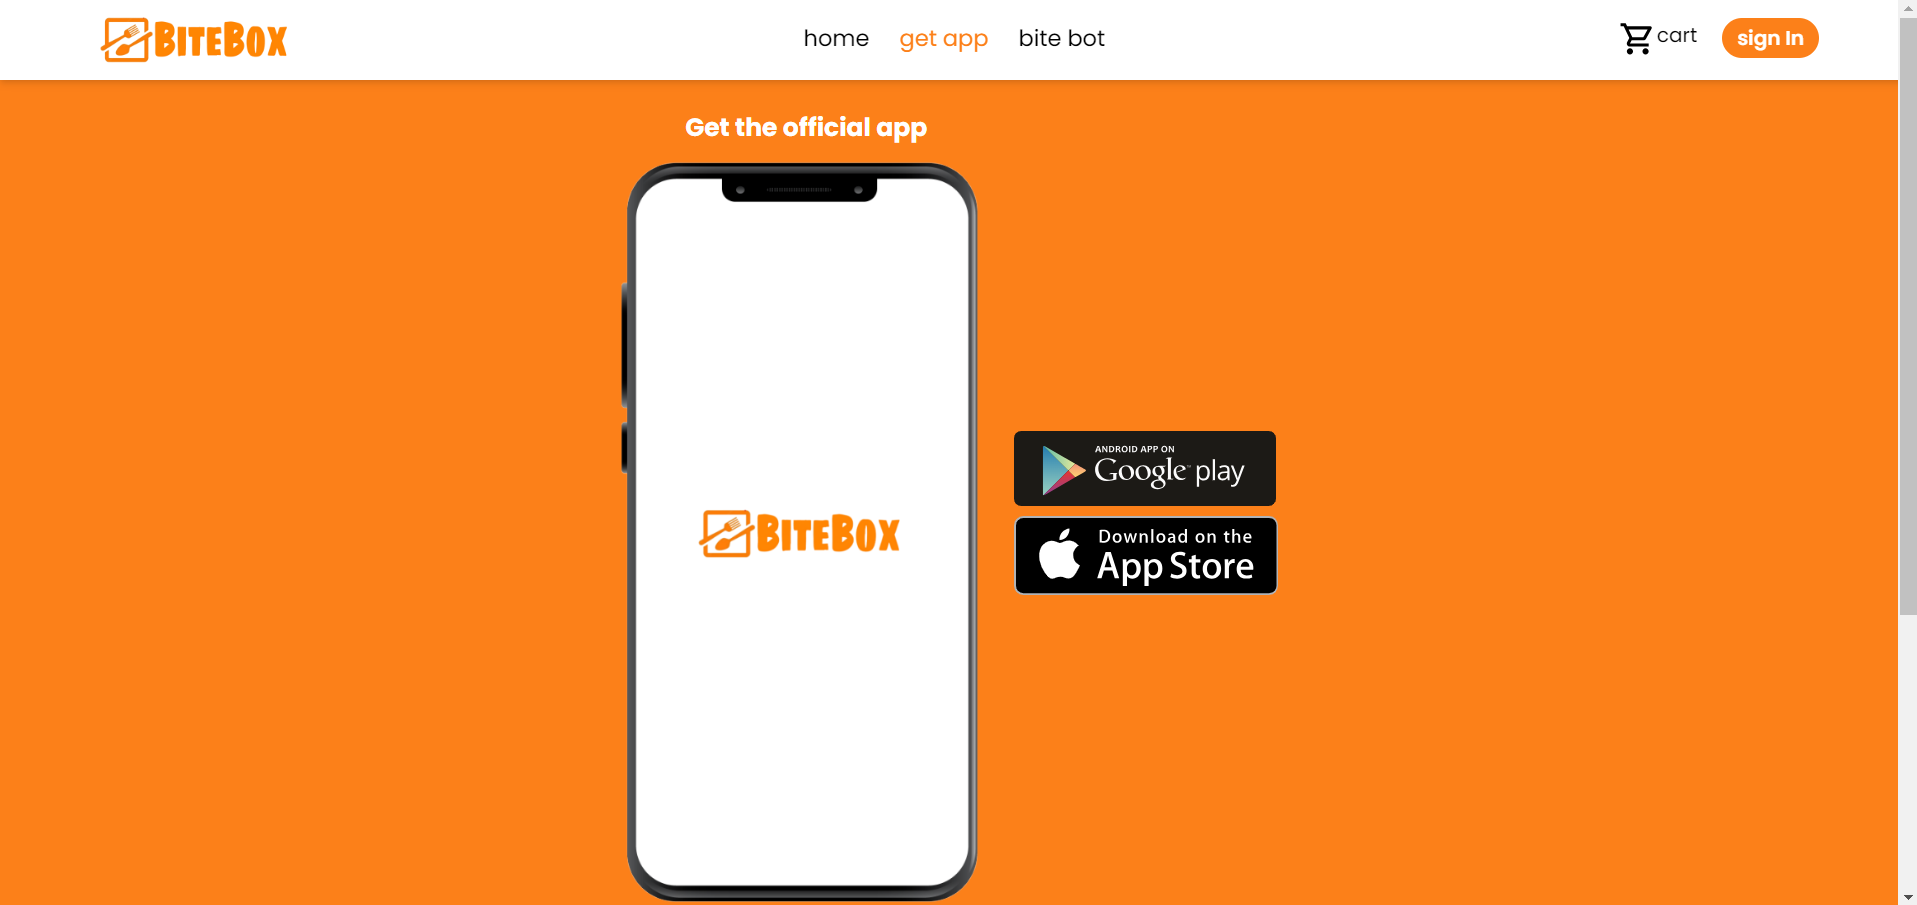 BITEBOX
home
get app
bite bot
cart
sign In
Get the official app
BITEBOX
ANDROID APP ON
Google play
Download on the
App Store